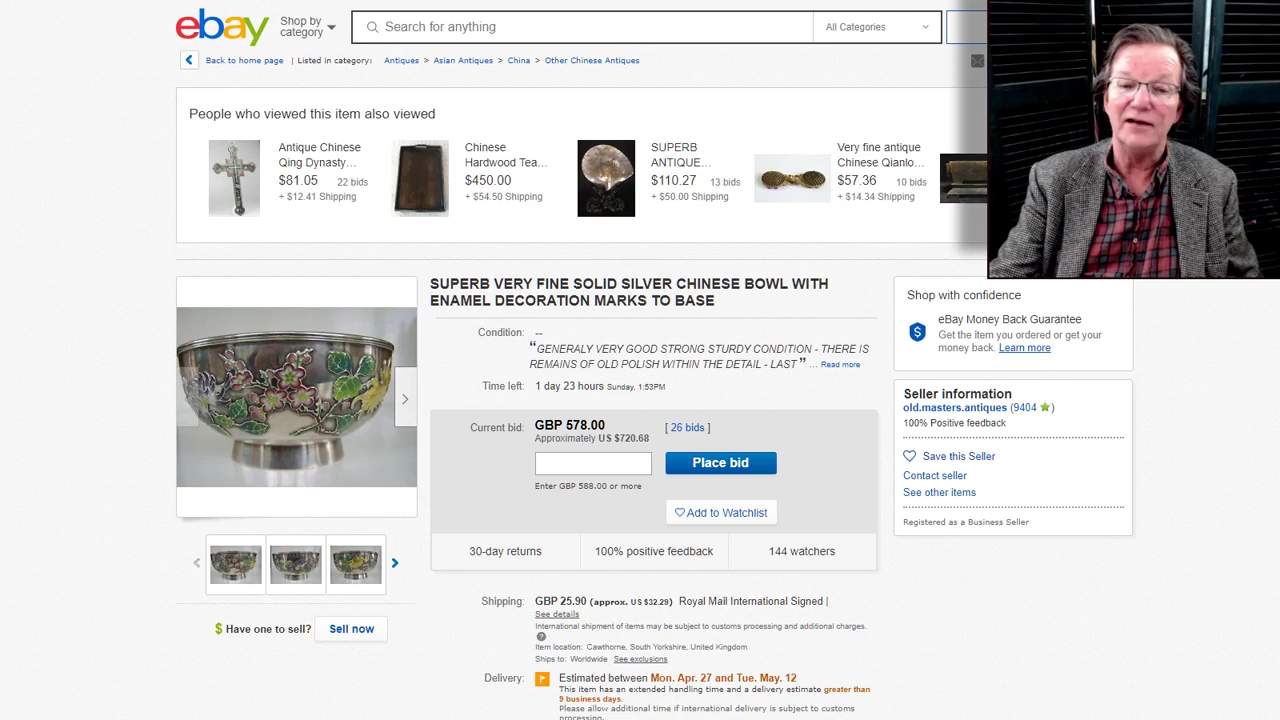 ebay
Shop by
category
Search for anything
All Categories
Back to home page | Listed in category: Antiques > Asian Antiques > China > Other Chinese Antiques
People who viewed this item also viewed
Antique Chinese
Qing Dynasty...
$81.05 22 bids
+ $12.41 Shipping
Chinese
Hardwood Tea...
$450.00
+ $54.50 Shipping
SUPERB
ANTIQUE...
$110.27 13 bids
+ $50.00 Shipping
Very fine antique
Chinese Qianlo...
$57.36 10 bids
+ $14.34 Shipping
SUPERB VERY FINE SOLID SILVER CHINESE BOWL WITH
ENAMEL DECORATION MARKS TO BASE
Condition: --
“GENERALY VERY GOOD STRONG STURDY CONDITION - THERE IS
REMAINS OF OLD POLISH WITHIN THE DETAIL - LAST ” ... Read more
Time left: 1 day 23 hours Sunday, 1:53PM
Current bid: GBP 578.00 [ 26 bids ]
Approximately US $720.68
Place bid
Enter GBP 588.00 or more
Add to Watchlist
30-day returns 100% positive feedback 144 watchers
Shipping: GBP 25.90 (approx. US $32.29) Royal Mail International Signed |
See details
International shipment of items may be subject to customs processing and additional charges.
?
Item location: Cawthorne, South Yorkshire, United Kingdom
Ships to: Worldwide See exclusions
Delivery: Estimated between Mon. Apr. 27 and Tue. May. 12
This item has an extended handling time and a delivery estimate greater than
9 business days.
Please allow additional time if international delivery is subject to customs
processing.
$ Have one to sell? Sell now
Shop with confidence
eBay Money Back Guarantee
Get the item you ordered or get your
money back. Learn more
Seller information
old.masters.antiques (9404 )
100% Positive feedback
Save this Seller
Contact seller
See other items
Registered as a Business Seller